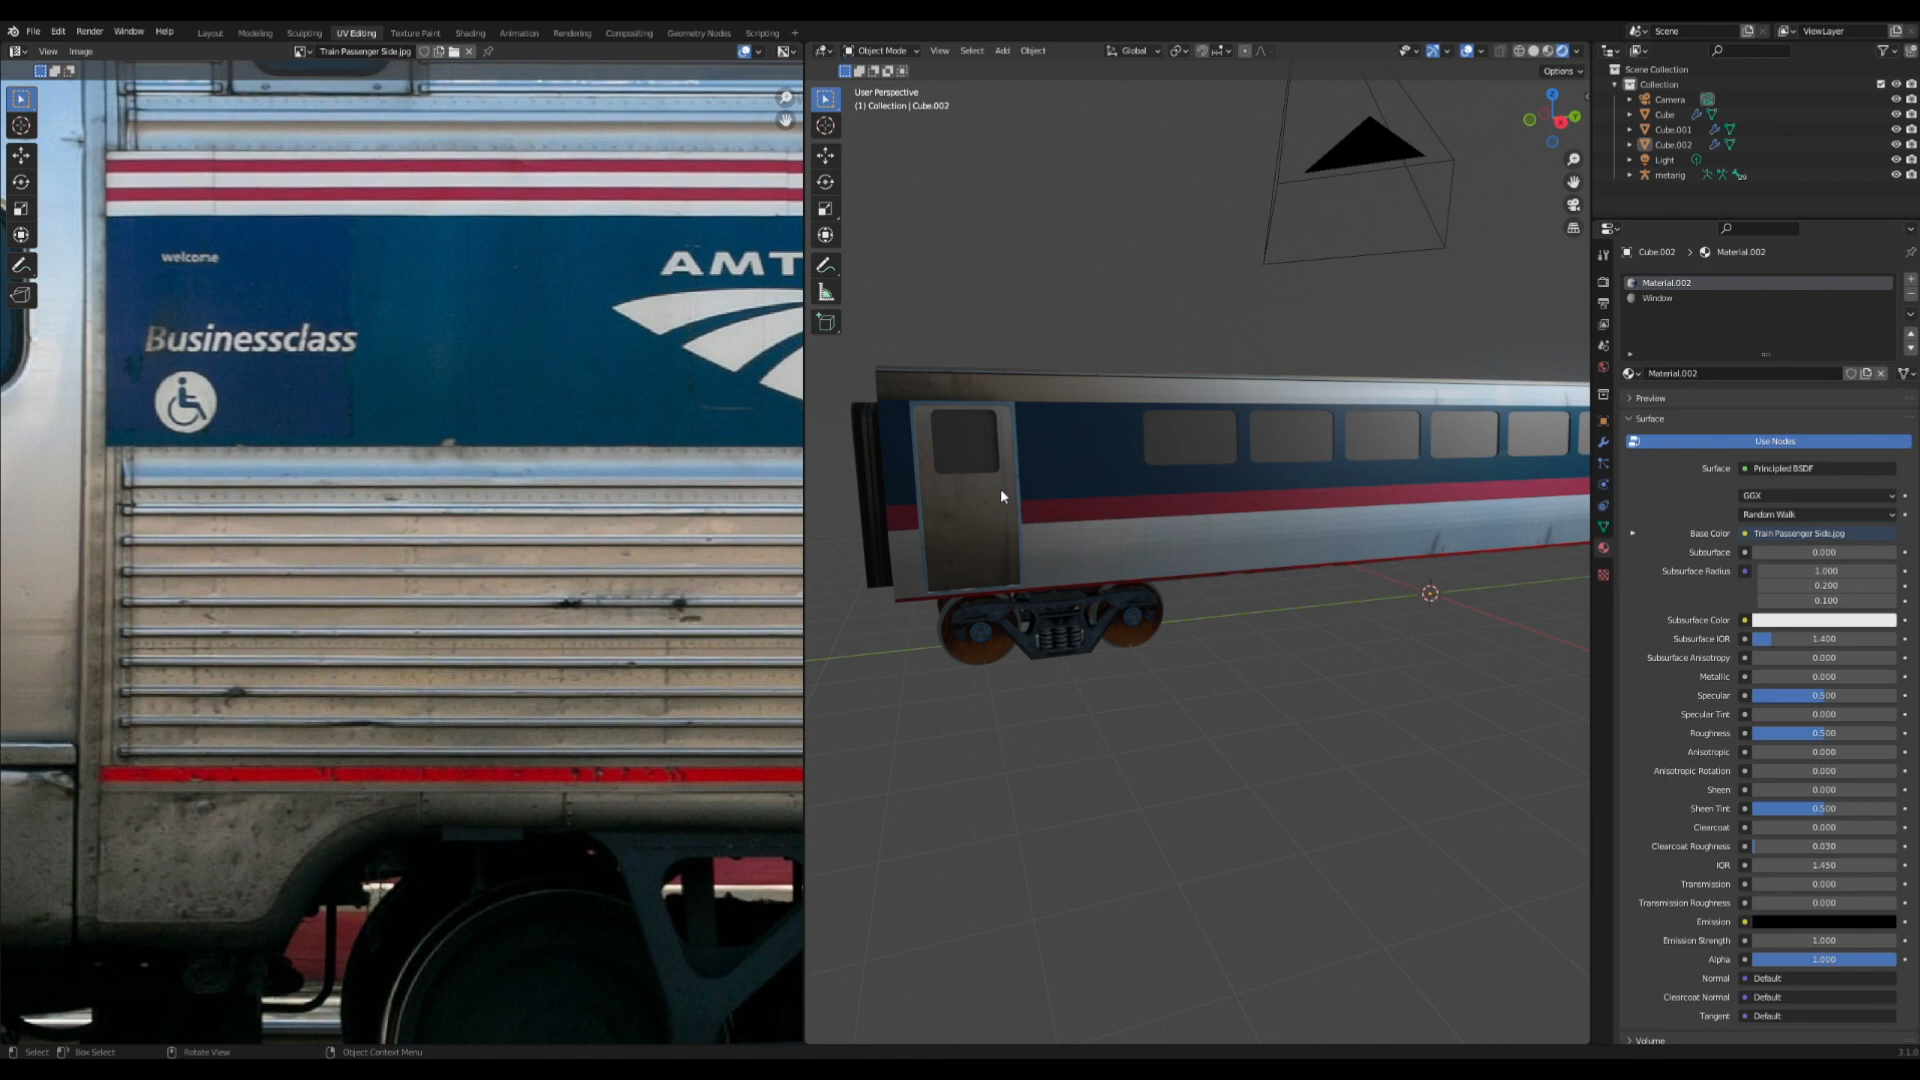 File Edit Render Window Help Layout Modeling Sculpting UV Editing Texture Paint Shading Animation Rendering Compositing Geometry Nodes Scripting + Scene ViewLayer
View Image Train Passenger Side.jpg Object Mode View Select Add Object Global
Options
Scene Collection
Collection
Camera
Cube
Cube.001
Cube.002
Light
metarig
User Perspective
(1) Collection | Cube.002
welcome
AMT
Businessclass
Cube.002 > Material.002
Material.002
Window
Material.002
Preview
Surface
Use Nodes
Surface Principled BSDF
GGX
Random Walk
Base Color Train Passenger Side.jpg
Subsurface 0.000
Subsurface Radius 1.000
0.200
0.100
Subsurface Color
Subsurface IOR 1.400
Subsurface Anisotropy 0.000
Metallic 0.000
Specular 0.500
Specular Tint 0.000
Roughness 0.500
Anisotropic 0.000
Anisotropic Rotation 0.000
Sheen 0.000
Sheen Tint 0.500
Clearcoat 0.000
Clearcoat Roughness 0.030
IOR 1.450
Transmission 0.000
Transmission Roughness 0.000
Emission
Emission Strength 1.000
Alpha 1.000
Normal Default
Clearcoat Normal Default
Tangent Default
Volume
Select Box Select Rotate View Object Context Menu 3.1.0